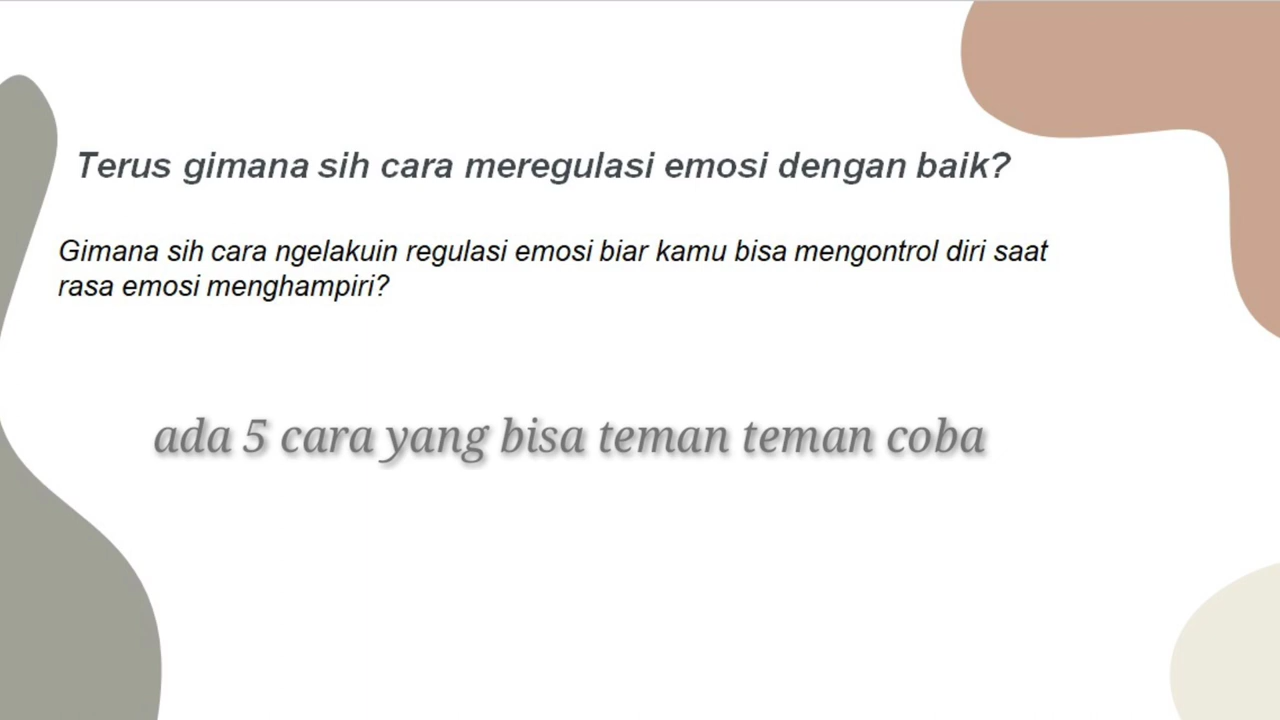 Terus gimana sih cara meregulasi emosi dengan baik?
Gimana sih cara ngelakuin regulasi emosi biar kamu bisa mengontrol diri saat
rasa emosi menghampiri?
ada 5 cara yang bisa teman teman coba